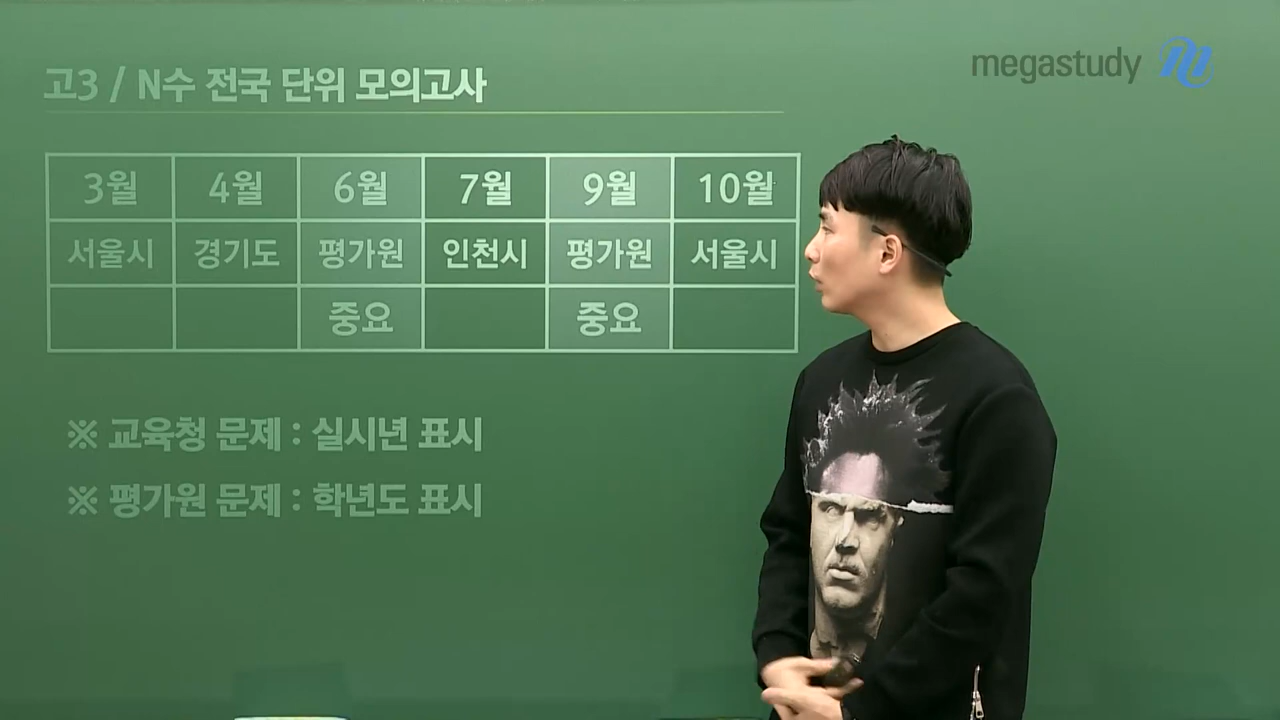 고3 / N수 전국 단위 모의고사
megastudy
3월 4월 6월 7월 9월 10월
서울시 경기도 평가원 인천시 평가원 서울시
중요 중요
※ 교육청 문제 : 실시년 표시
※ 평가원 문제 : 학년도 표시